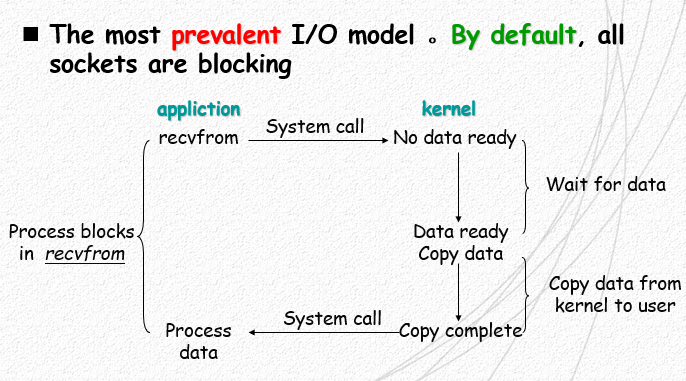 The most prevalent I/O model 。 By default, all
sockets are blocking
appliction
kernel
recvfrom
System call
No data ready
Wait for data
Process blocks
in recvfrom
Data ready
Copy data
Copy data from
kernel to user
System call
Copy complete
Process
data